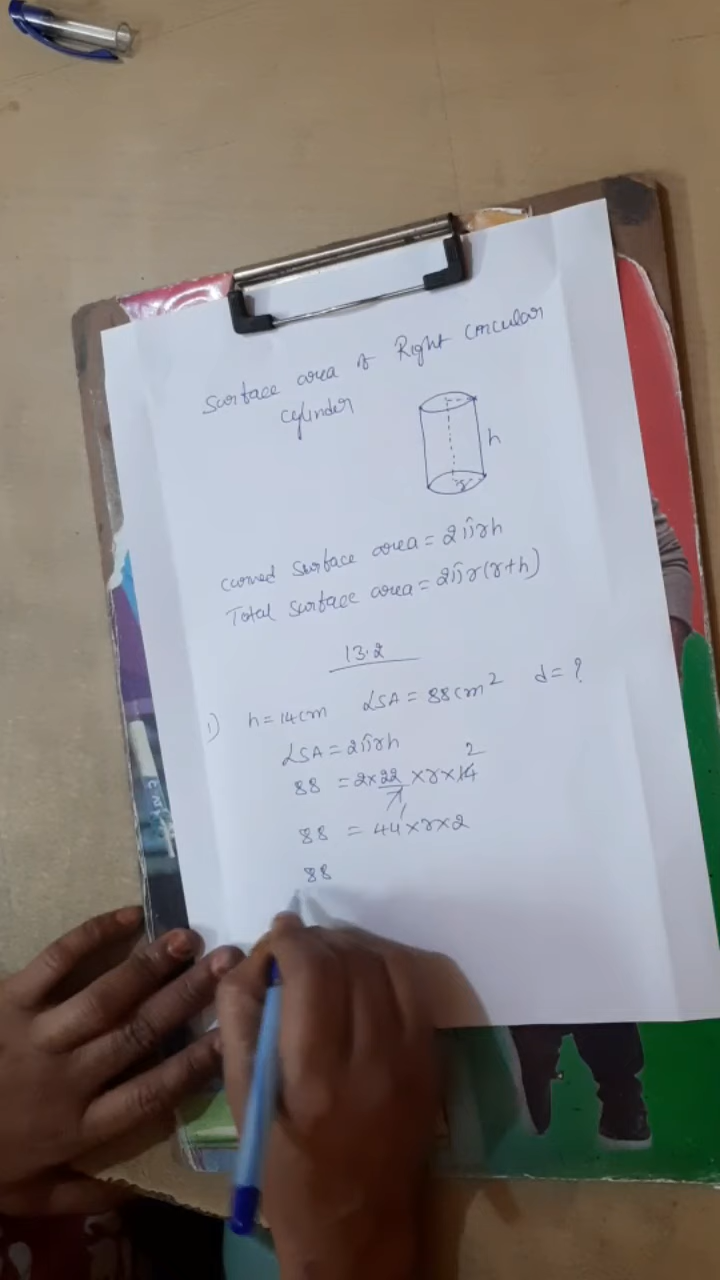 Surface area of Right circular
cylinder
h
r
curved surface area = 2πrh
Total surface area = 2πr(r+h)
13.2
1) h = 14cm LSA = 88cm² d = ?
LSA = 2πrh
88 = 2×22/7 ×r×14 2
1
88 = 44×r×2
88